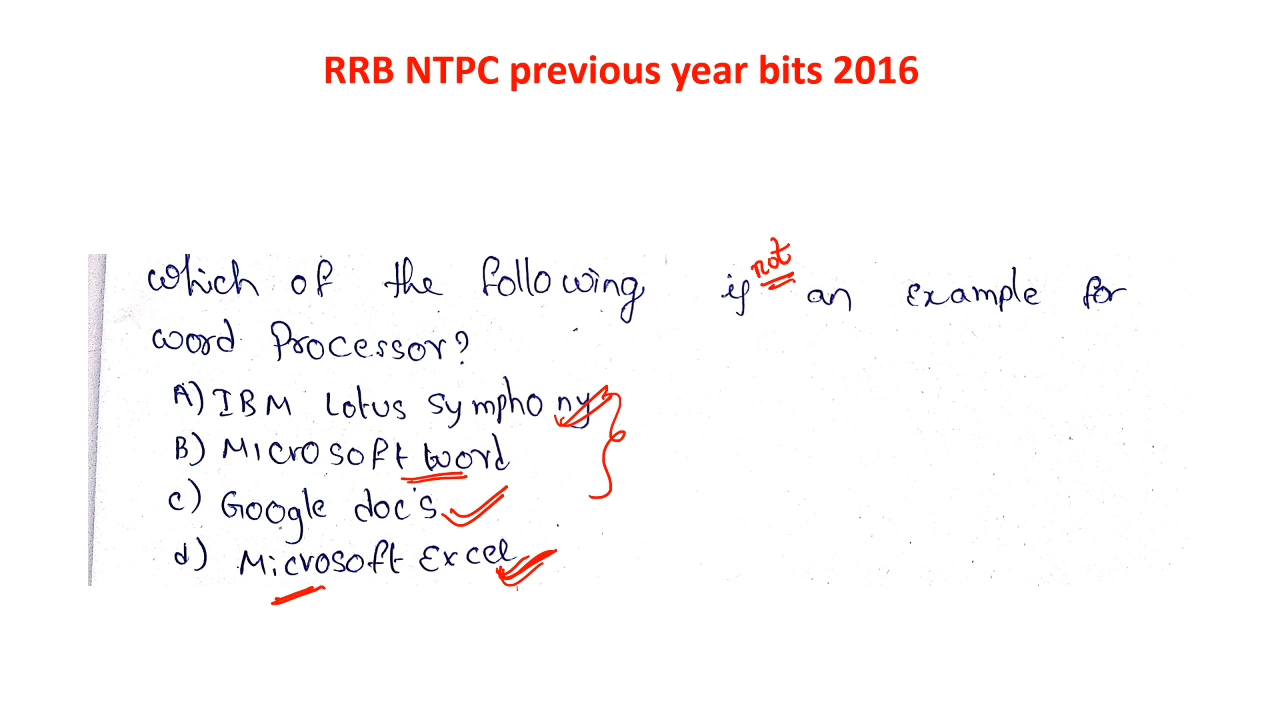 RRB NTPC previous year bits 2016
which of the following is not an example for
word Processor?
A) IBM Lotus symphony
B) Microsoft word
c) Google doc's
d) Microsoft Excel